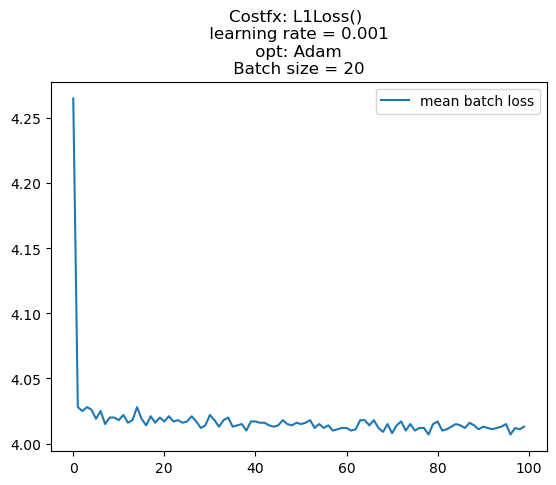 Costfx: L1Loss()
learning rate = 0.001
opt: Adam
Batch size = 20
mean batch loss
4.25
4.20
4.15
4.10
4.05
4.00
0 20 40 60 80 100